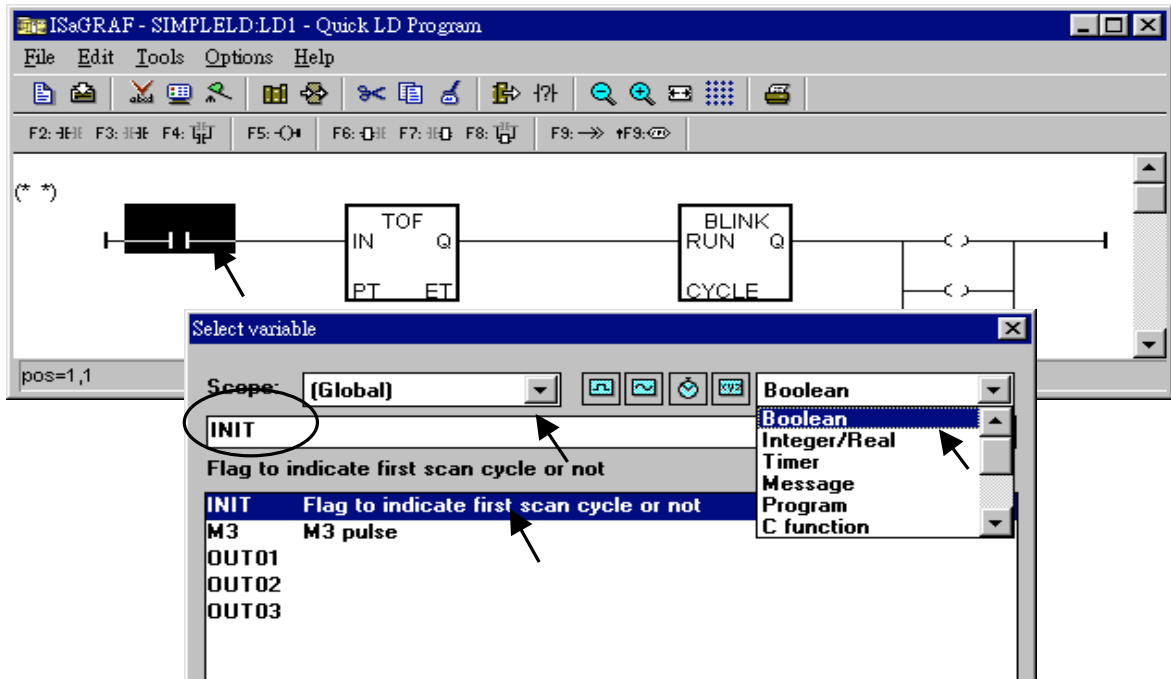 ISaGRAF - SIMPLELD:LD1 - Quick LD Program
File Edit Tools Options Help
F2: F3: F4: F5: F6: F7: F8: F9: F9:
(* *)
TOF
IN Q
PT ET
BLINK
RUN Q
CYCLE
pos=1,1
Select variable
Scope: (Global) xyz Boolean
INIT
Boolean
Integer/Real
Timer
Message
Program
C function
Flag to indicate first scan cycle or not
INIT Flag to indicate first scan cycle or not
M3 M3 pulse
OUT01
OUT02
OUT03